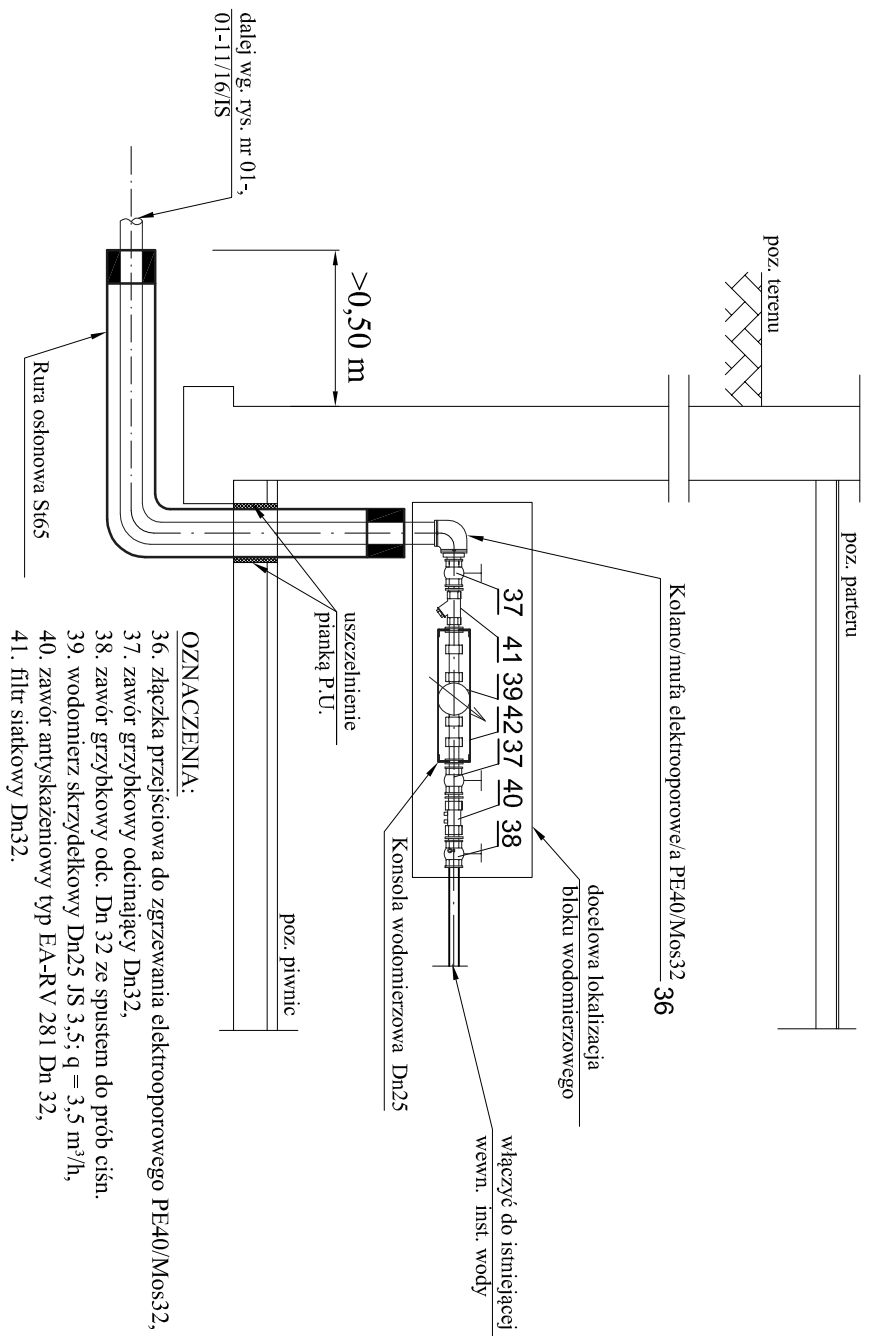 poz. terenu
poz. parteru
dalej wg. rys. nr 01-,
01-11/16/IS
>0,50 m
Kolano/mufa elektrooporowe/a PE40/Mos32
36
37
41
39
42
37
40
38
docelowa lokalizacja
bloku wodomierzowego
włączyć do istniejącej
wewn. inst. wody
Konsola wodomierzowa Dn25
poz. piwnic
uszczelnienie
pianką P.U.
Rura osłonowa St65
OZNACZENIA:
36. złączka przejściowa do zgrzewania elektrooporowego PE40/Mos32,
37. zawór grzybkowy odcinający Dn32,
38. zawór grzybkowy odc. Dn 32 ze spustem do prób ciśn.
39. wodomierz skrzydełkowy Dn25 JS 3,5; q = 3,5 m³/h,
40. zawór antyskażeniowy typ EA-RV 281 Dn 32,
41. filtr siatkowy Dn32.